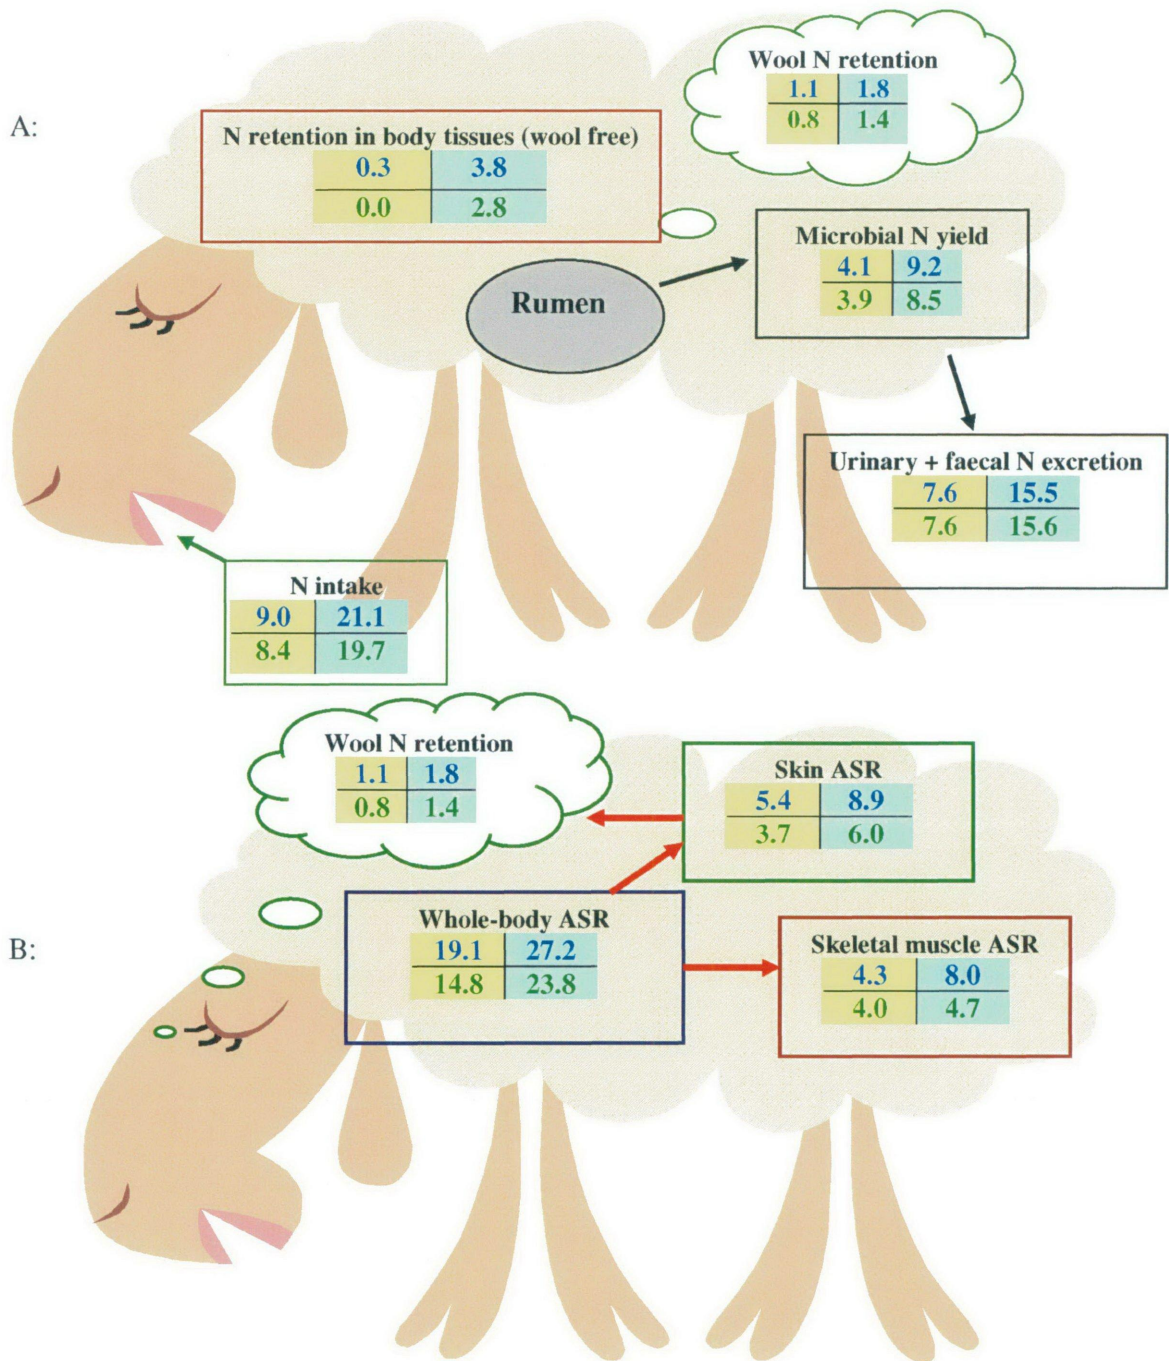 A:
Wool N retention
1.1 1.8
0.8 1.4
N retention in body tissues (wool free)
0.3 3.8
0.0 2.8
Microbial N yield
4.1 9.2
3.9 8.5
Rumen
Urinary + faecal N excretion
7.6 15.5
7.6 15.6
N intake
9.0 21.1
8.4 19.7
B:
Wool N retention
1.1 1.8
0.8 1.4
Skin ASR
5.4 8.9
3.7 6.0
Whole-body ASR
19.1 27.2
14.8 23.8
Skeletal muscle ASR
4.3 8.0
4.0 4.7